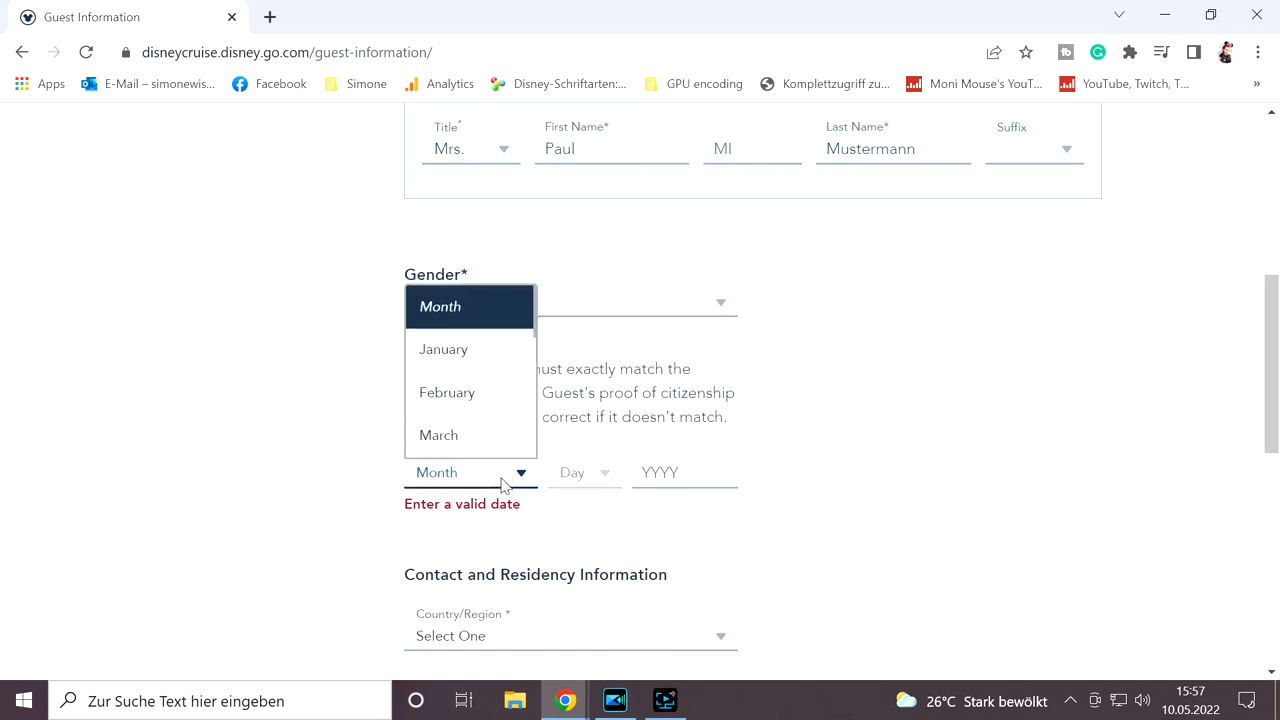 Guest Information
disneycruise.disney.go.com/guest-information/
Apps E-Mail – simonewis... Facebook Simone Analytics Disney-Schriftarten:... GPU encoding Komplettzugriff zu... Moni Mouse's YouT... YouTube, Twitch, T... »
Title* First Name* Last Name* Suffix
Mrs. Paul MI Mustermann
Gender*
Month
January
February
March
must exactly match the
Guest's proof of citizenship
correct if it doesn't match.
Month Day YYYY
Enter a valid date
Contact and Residency Information
Country/Region *
Select One
Zur Suche Text hier eingeben
26°C Stark bewölkt
15:57
10.05.2022